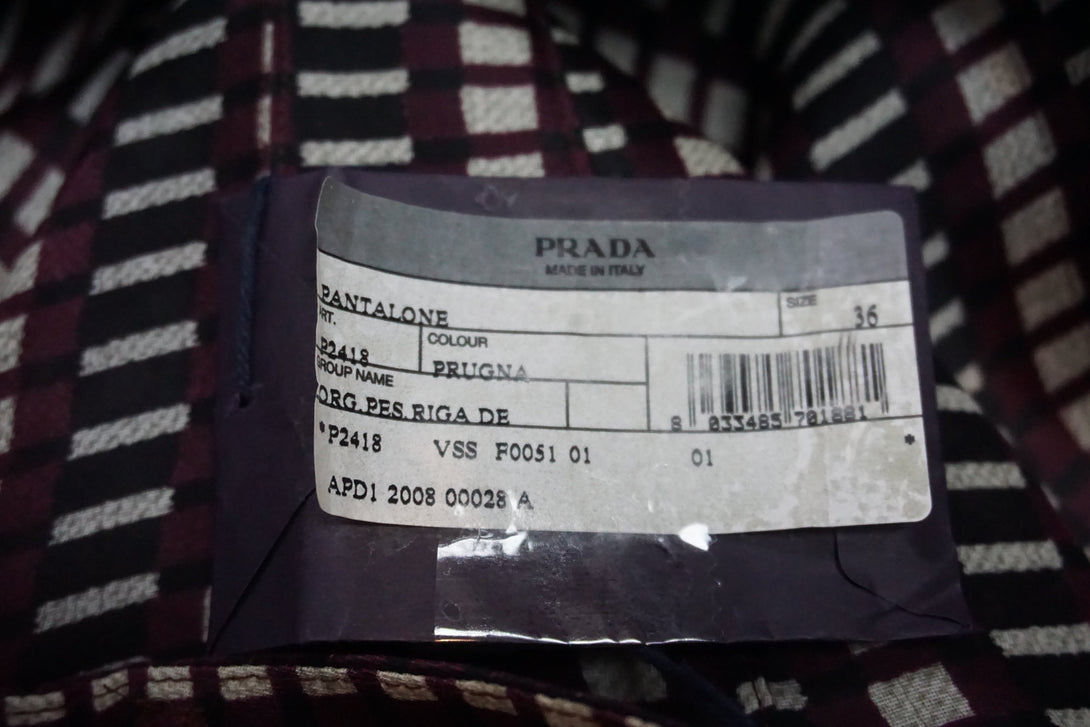 PRADA
MADE IN ITALY
PANTALONE
SIZE
36
ART.
P2418
COLOUR
PRUGNA
GROUP NAME
ORG.PES.RIGA DE
8 033485 701881
*P2418 VSS F0051 01 01 *
APD1 2008 00028 A